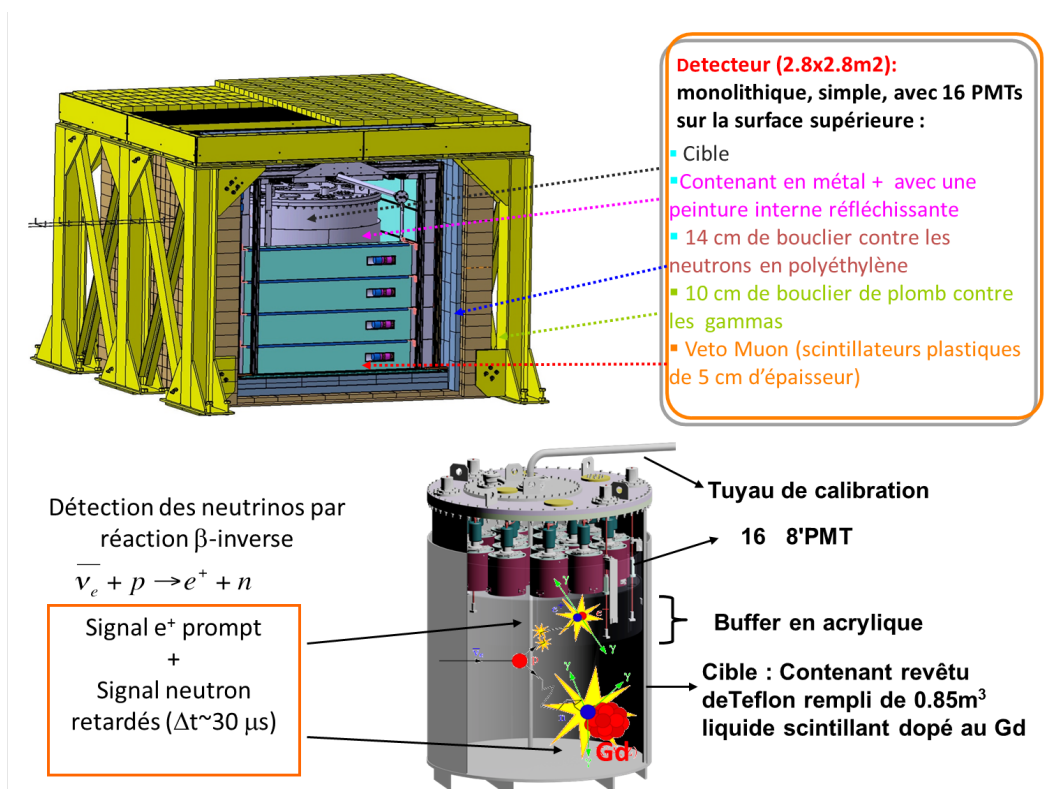 Detecteur (2.8x2.8m2):
monolithique, simple, avec 16 PMTs
sur la surface supérieure :
▪ Cible
▪Contenant en métal + avec une
peinture interne réfléchissante
▪ 14 cm de bouclier contre les
neutrons en polyéthylène
▪ 10 cm de bouclier de plomb contre
les gammas
▪ Veto Muon (scintillateurs plastiques
de 5 cm d'épaisseur)
Tuyau de calibration
16 8'PMT
Buffer en acrylique
Cible : Contenant revêtu
deTeflon rempli de 0.85m³
liquide scintillant dopé au Gd
Détection des neutrinos par
réaction β-inverse
ν̅ₑ + p → e⁺ + n
Signal e⁺ prompt
+
Signal neutron
retardés (Δt~30 μs)
γ
γ
γ
γ
γ
Gd